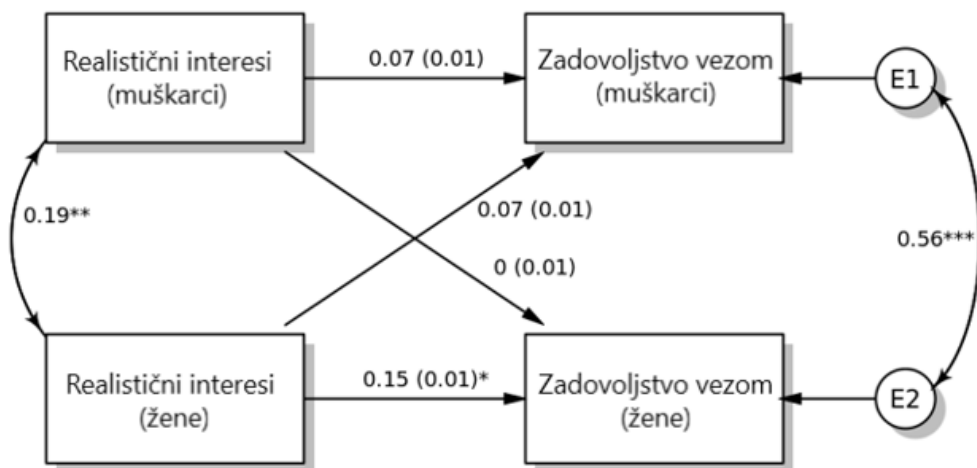 Realistični interesi
(muškarci)
0.07 (0.01)
Zadovoljstvo vezom
(muškarci)
E1
0.19**
0.07 (0.01)
0 (0.01)
0.56***
Realistični interesi
(žene)
0.15 (0.01)*
Zadovoljstvo vezom
(žene)
E2